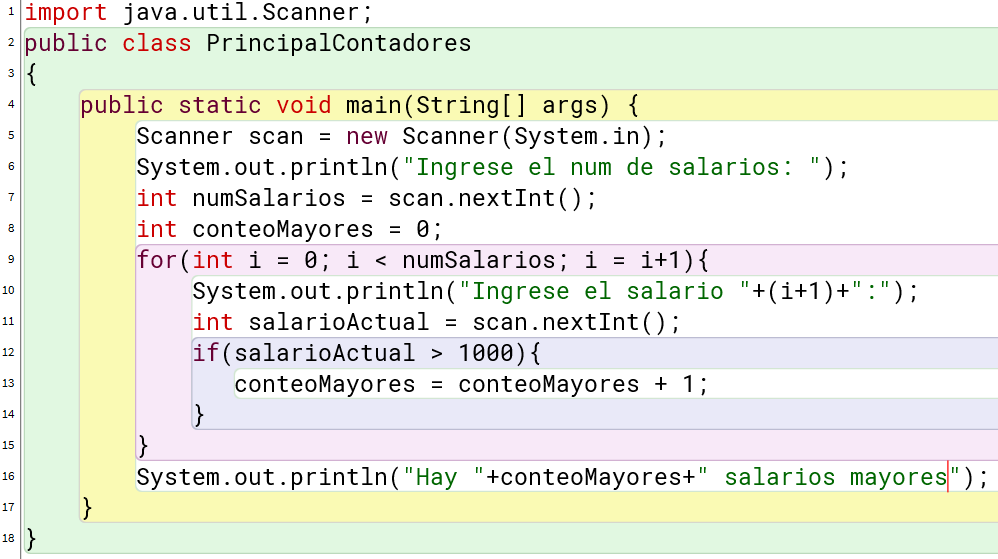 1 import java.util.Scanner;
2 public class PrincipalContadores
3 {
4 public static void main(String[] args) {
5 Scanner scan = new Scanner(System.in);
6 System.out.println("Ingrese el num de salarios: ");
7 int numSalarios = scan.nextInt();
8 int conteoMayores = 0;
9 for(int i = 0; i < numSalarios; i = i+1){
10 System.out.println("Ingrese el salario "+(i+1)+":");
11 int salarioActual = scan.nextInt();
12 if(salarioActual > 1000){
13 conteoMayores = conteoMayores + 1;
14 }
15 }
16 System.out.println("Hay "+conteoMayores+" salarios mayores");
17 }
18 }